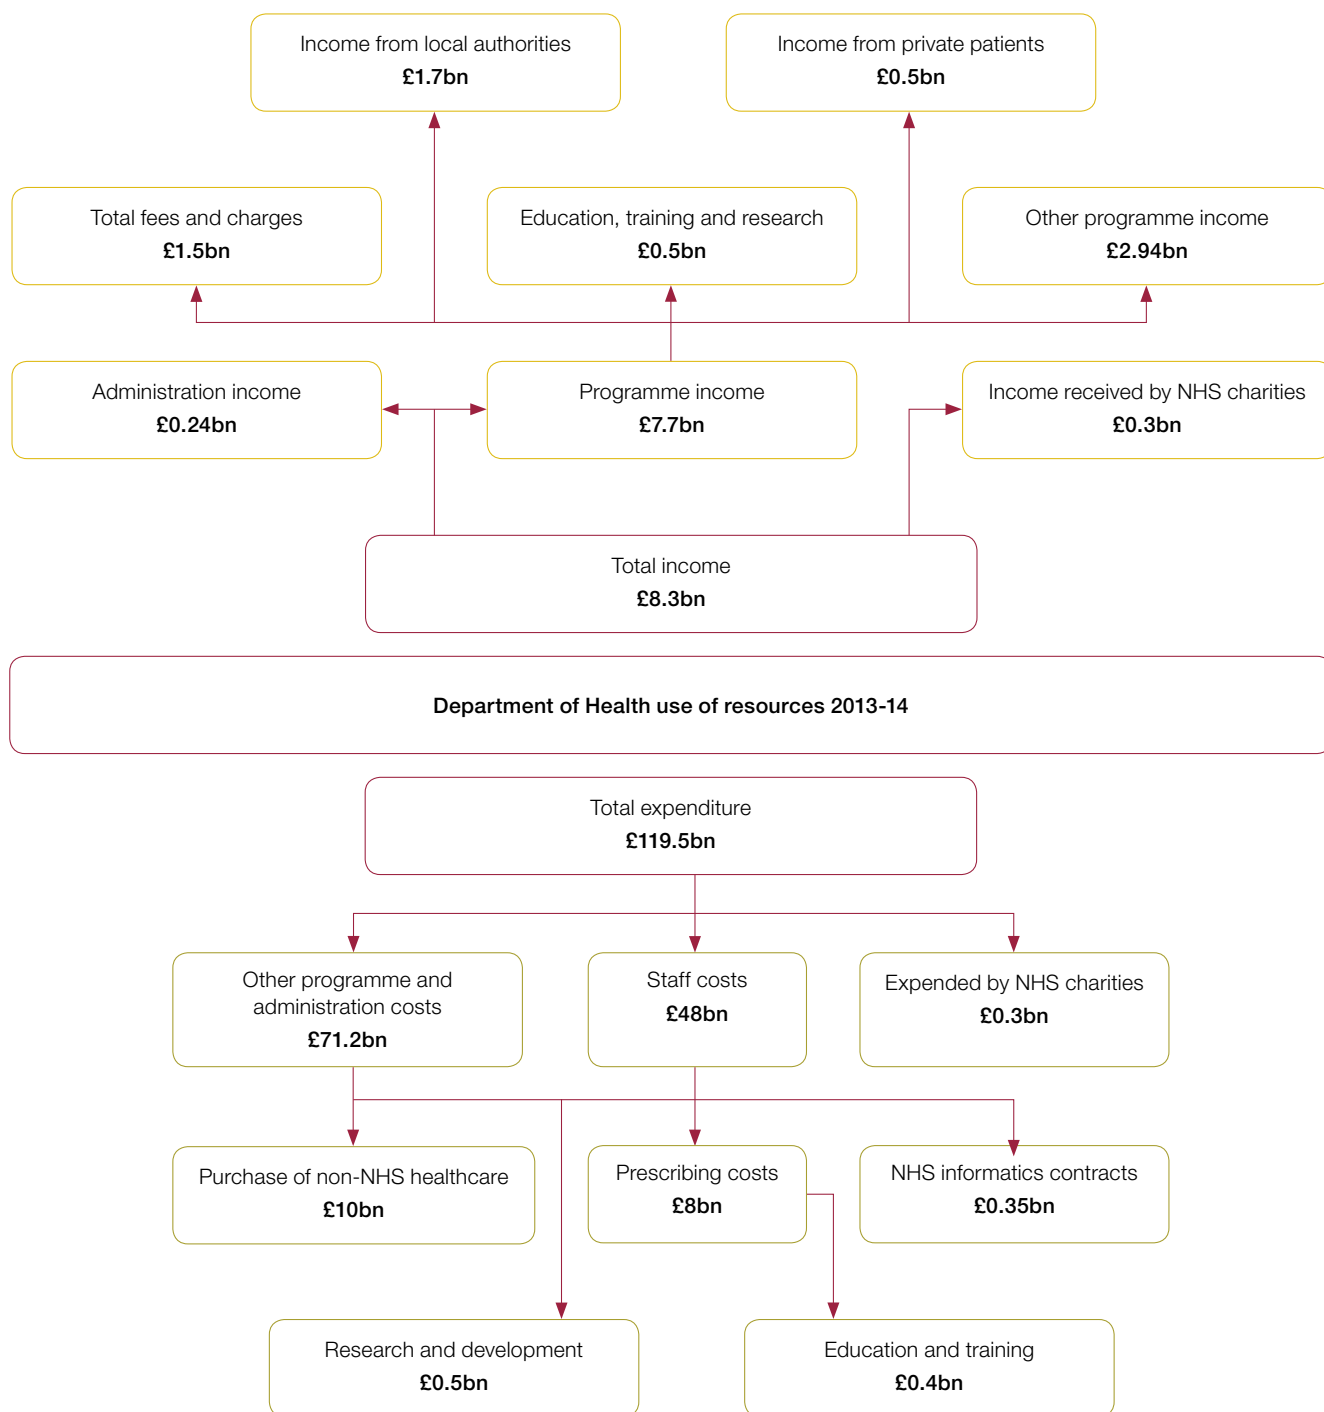 Income from local authorities
£1.7bn
Income from private patients
£0.5bn
Total fees and charges
£1.5bn
Education, training and research
£0.5bn
Other programme income
£2.94bn
Administration income
£0.24bn
Programme income
£7.7bn
Income received by NHS charities
£0.3bn
Total income
£8.3bn
Department of Health use of resources 2013-14
Total expenditure
£119.5bn
Other programme and
administration costs
£71.2bn
Staff costs
£48bn
Expended by NHS charities
£0.3bn
Purchase of non-NHS healthcare
£10bn
Prescribing costs
£8bn
NHS informatics contracts
£0.35bn
Research and development
£0.5bn
Education and training
£0.4bn